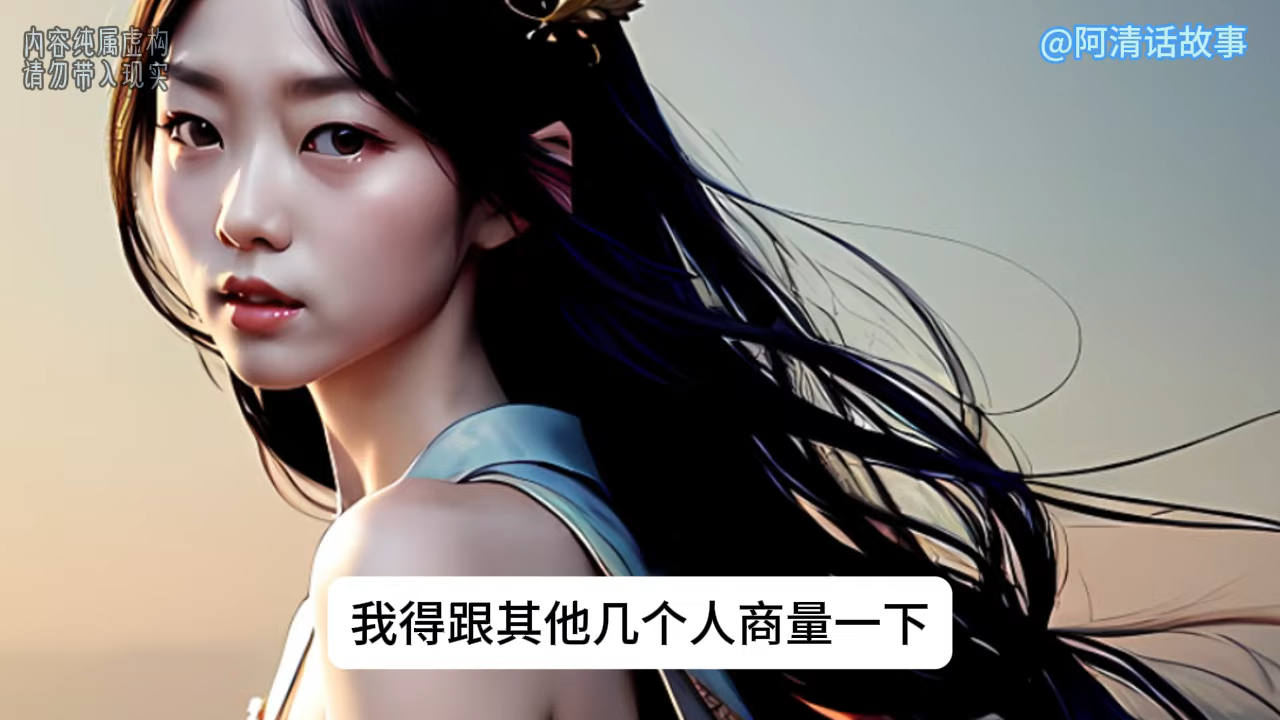 内容纯属虚构
请勿带入现实
@阿清话故事
我得跟其他几个人商量一下